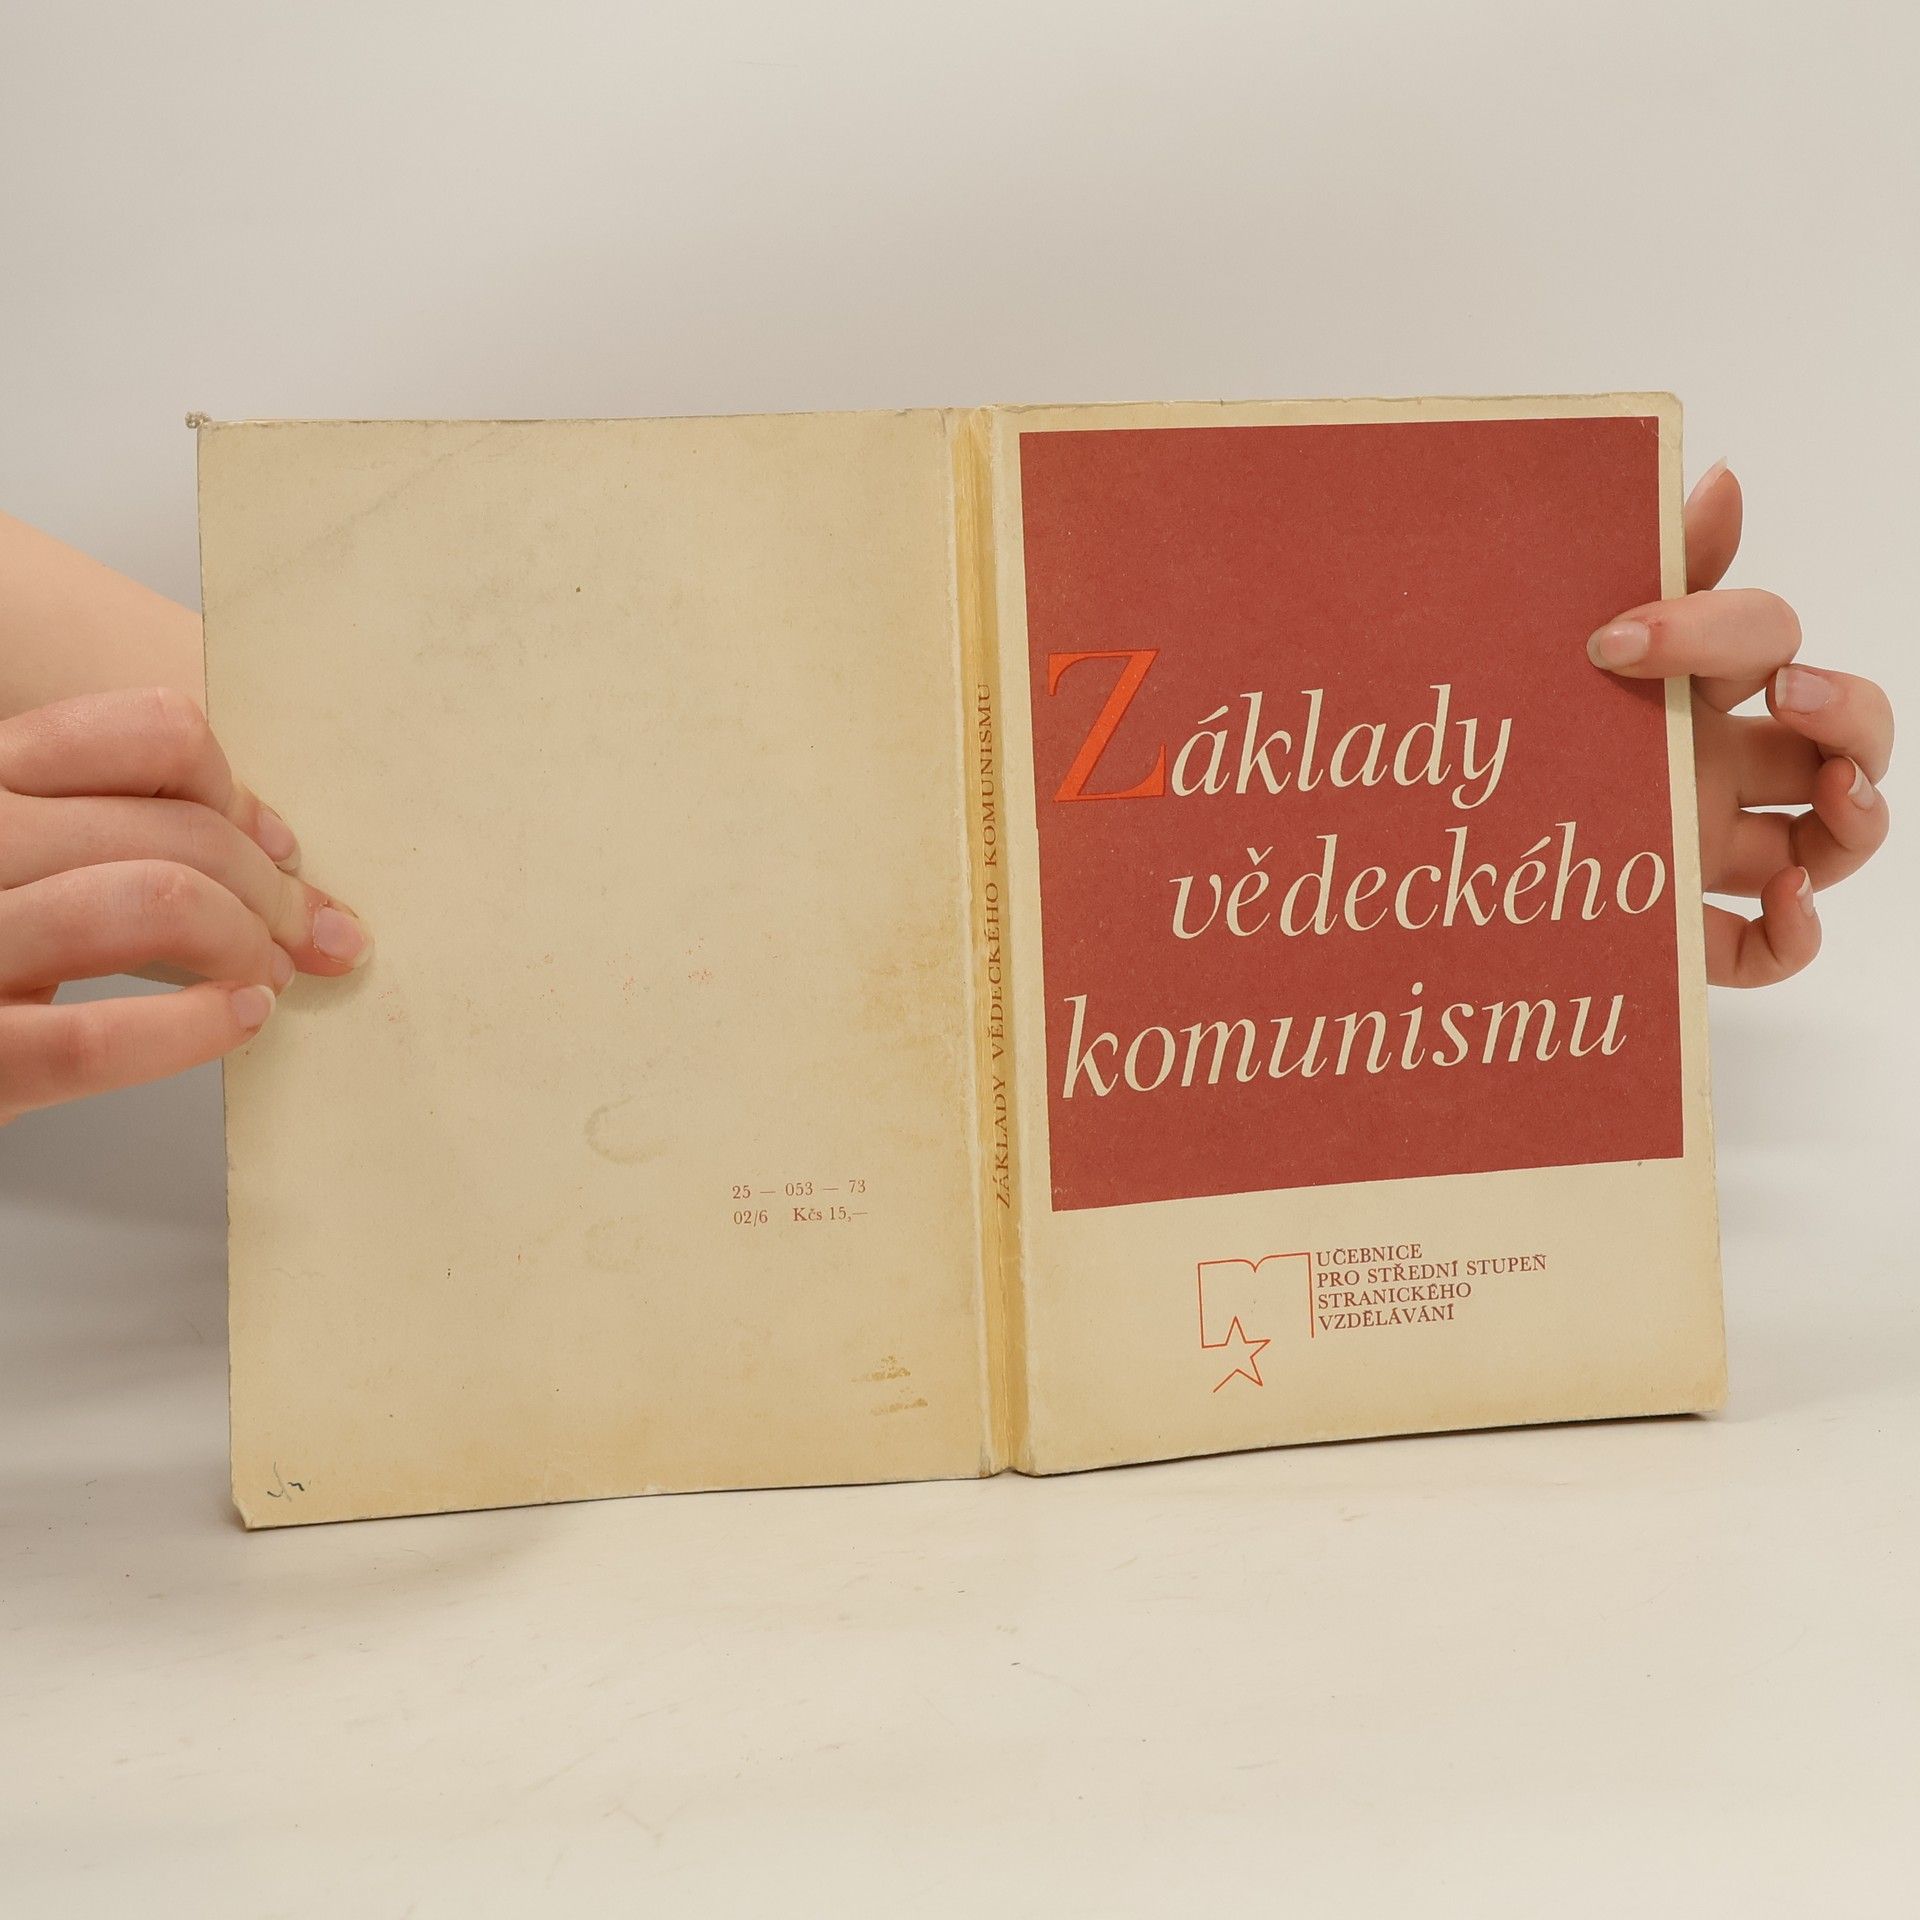 25 — 053 — 73
02/6 Kčs 15,—
ZÁKLADY VĚDECKÉHO KOMUNISMU
Základy
vědeckého
komunismu
UČEBNICE
PRO STŘEDNÍ STUPEŇ
STRANICKÉHO
VZDĚLÁVÁNÍ